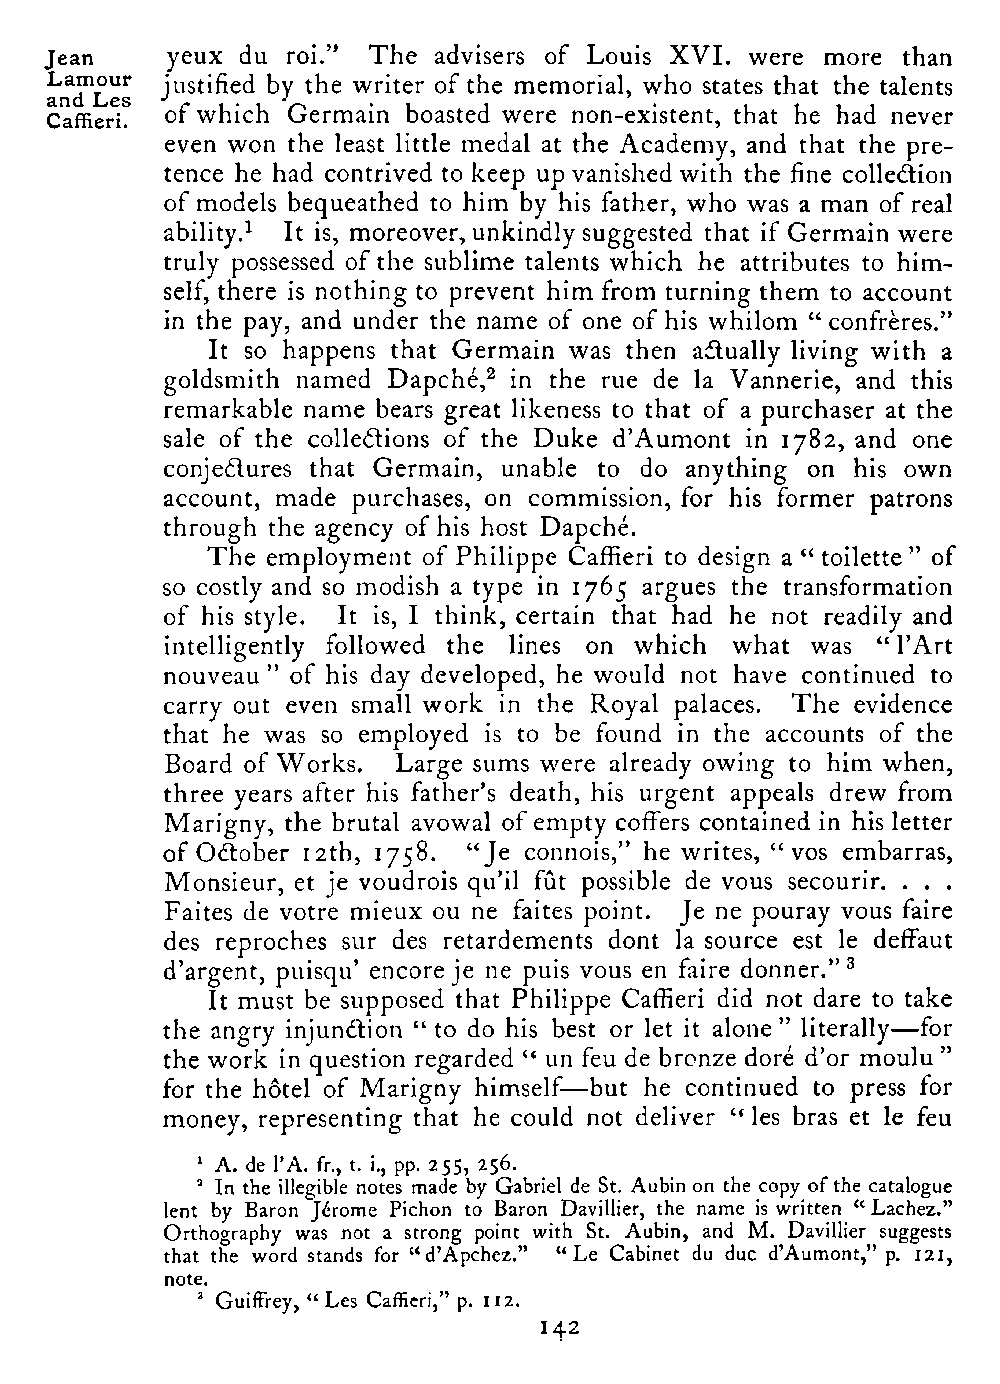 Jean
Lamour
and Les
Caffieri.
yeux du roi." The advisers of Louis XVI. were more than
justified by the writer of the memorial, who states that the talents
of which Germain boasted were non-existent, that he had never
even won the least little medal at the Academy, and that the pre-
tence he had contrived to keep up vanished with the fine collection
of models bequeathed to him by his father, who was a man of real
ability.¹ It is, moreover, unkindly suggested that if Germain were
truly possessed of the sublime talents which he attributes to him-
self, there is nothing to prevent him from turning them to account
in the pay, and under the name of one of his whilom "confrères."
It so happens that Germain was then actually living with a
goldsmith named Dapché,² in the rue de la Vannerie, and this
remarkable name bears great likeness to that of a purchaser at the
sale of the collections of the Duke d'Aumont in 1782, and one
conjectures that Germain, unable to do anything on his own
account, made purchases, on commission, for his former patrons
through the agency of his host Dapché.
The employment of Philippe Caffieri to design a "toilette" of
so costly and so modish a type in 1765 argues the transformation
of his style. It is, I think, certain that had he not readily and
intelligently followed the lines on which what was "l'Art
nouveau" of his day developed, he would not have continued to
carry out even small work in the Royal palaces. The evidence
that he was so employed is to be found in the accounts of the
Board of Works. Large sums were already owing to him when,
three years after his father's death, his urgent appeals drew from
Marigny, the brutal avowal of empty coffers contained in his letter
of October 12th, 1758. "Je connois," he writes, "vos embarras,
Monsieur, et je voudrois qu'il fût possible de vous secourir. . . .
Faites de votre mieux ou ne faites point. Je ne pouray vous faire
des reproches sur des retardements dont la source est le deffaut
d'argent, puisqu' encore je ne puis vous en faire donner."³
It must be supposed that Philippe Caffieri did not dare to take
the angry injunction "to do his best or let it alone" literally—for
the work in question regarded "un feu de bronze doré d'or moulu"
for the hôtel of Marigny himself—but he continued to press for
money, representing that he could not deliver "les bras et le feu
¹ A. de l'A. fr., t. i., pp. 255, 256.
² In the illegible notes made by Gabriel de St. Aubin on the copy of the catalogue
lent by Baron Jérome Pichon to Baron Davillier, the name is written "Lachez."
Orthography was not a strong point with St. Aubin, and M. Davillier suggests
that the word stands for "d'Apchez." "Le Cabinet du duc d'Aumont," p. 121,
note.
³ Guiffrey, "Les Caffieri," p. 112.
142